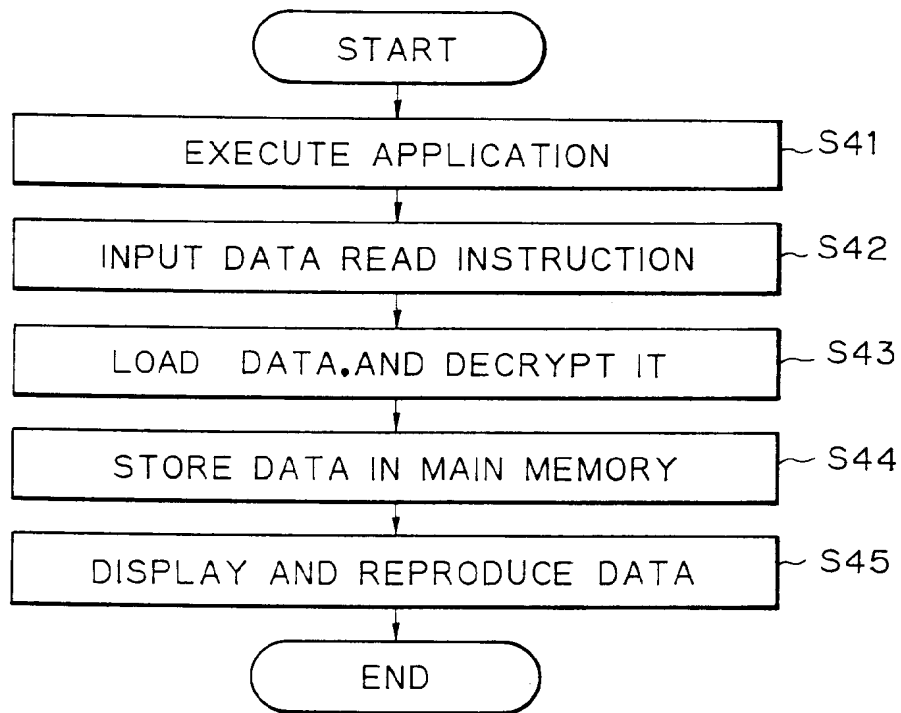 START
EXECUTE APPLICATION S41
INPUT DATA READ INSTRUCTION S42
LOAD DATA.AND DECRYPT IT S43
STORE DATA IN MAIN MEMORY S44
DISPLAY AND REPRODUCE DATA S45
END